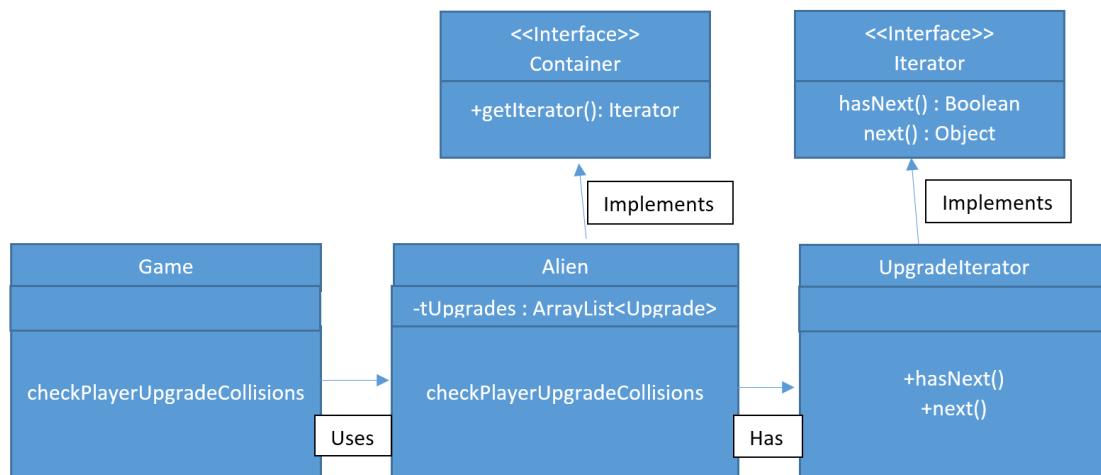 <<Interface>>
Container
+getIterator(): Iterator
<<Interface>>
Iterator
hasNext() : Boolean
next() : Object
Implements
Implements
Game
checkPlayerUpgradeCollisions
Uses
Alien
-tUpgrades : ArrayList<Upgrade>
checkPlayerUpgradeCollisions
Has
UpgradeIterator
+hasNext()
+next()